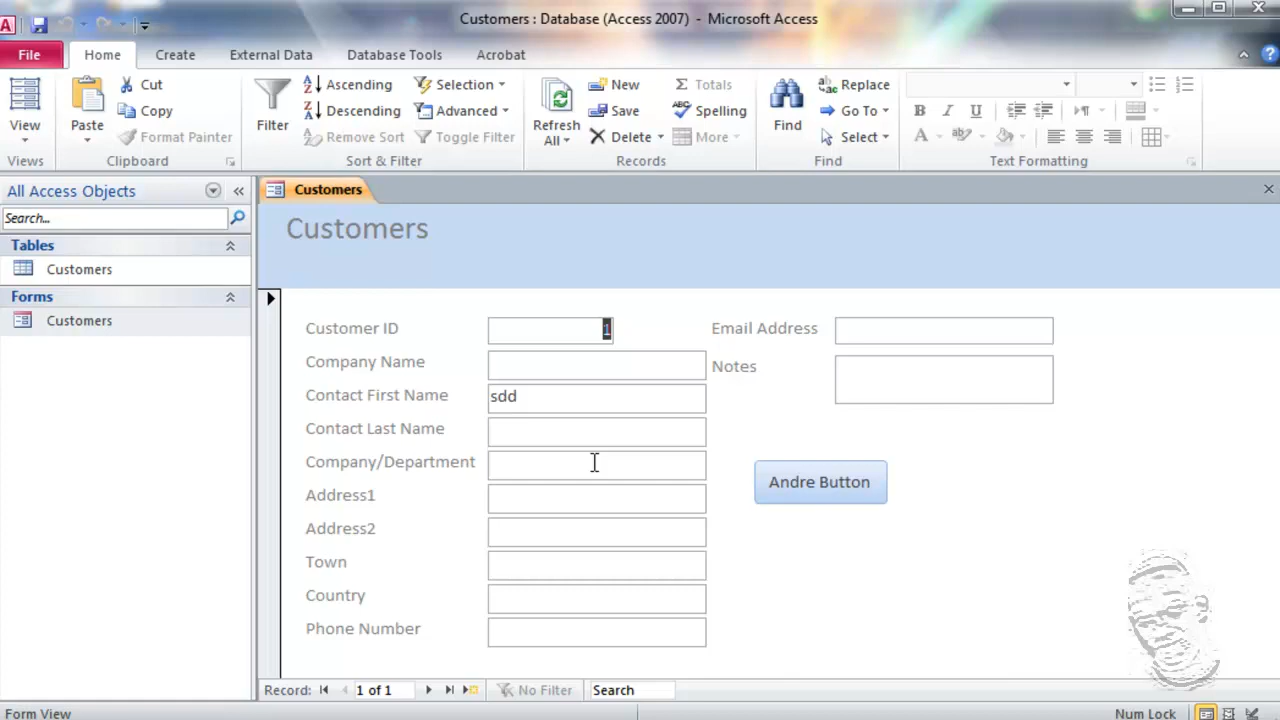 Customers : Database (Access 2007) - Microsoft Access
File Home Create External Data Database Tools Acrobat
View Paste Cut Copy Format Painter Filter Ascending Descending Remove Sort Selection Advanced Toggle Filter Refresh All New Save Delete Totals Spelling More Find Replace Go To Select B I U A
Views Clipboard Sort & Filter Records Find Text Formatting
All Access Objects
Search...
Tables
Customers
Forms
Customers
Customers
Customers
Customer ID 1 Email Address
Company Name Notes
Contact First Name sdd
Contact Last Name
Company/Department
Andre Button
Address1
Address2
Town
Country
Phone Number
Record: 1 of 1 No Filter Search
Form View Num Lock